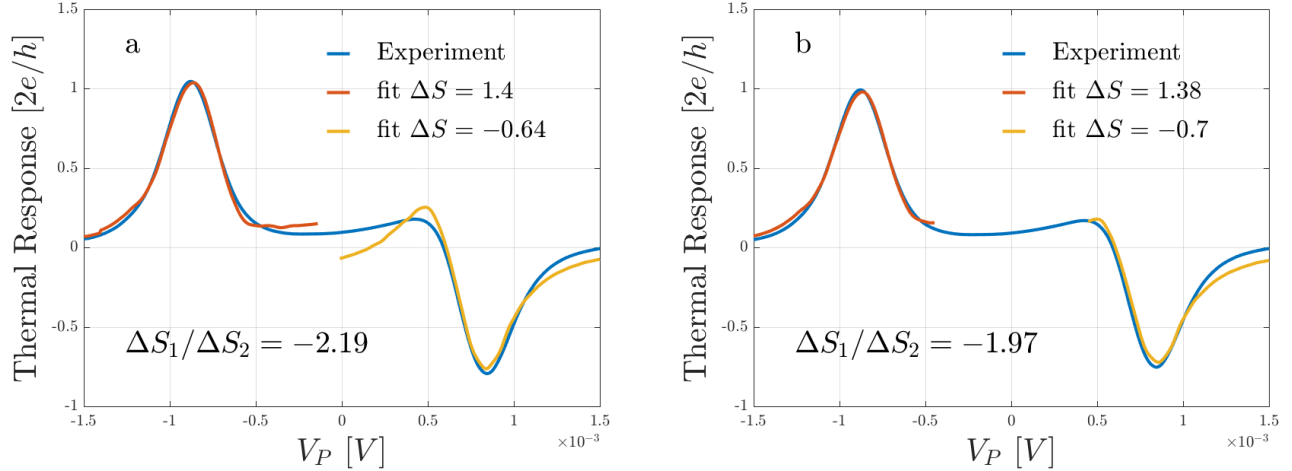 a
Experiment
fit ΔS = 1.4
fit ΔS = −0.64
ΔS₁/ΔS₂ = −2.19
Thermal Response [2e/h]
1.5
1
0.5
0
-0.5
-1
-1.5
-1
-0.5
0
0.5
1
1.5
×10⁻³
V_P [V]
b
Experiment
fit ΔS = 1.38
fit ΔS = −0.7
ΔS₁/ΔS₂ = −1.97
Thermal Response [2e/h]
1.5
1
0.5
0
-0.5
-1
-1.5
-1
-0.5
0
0.5
1
1.5
×10⁻³
V_P [V]